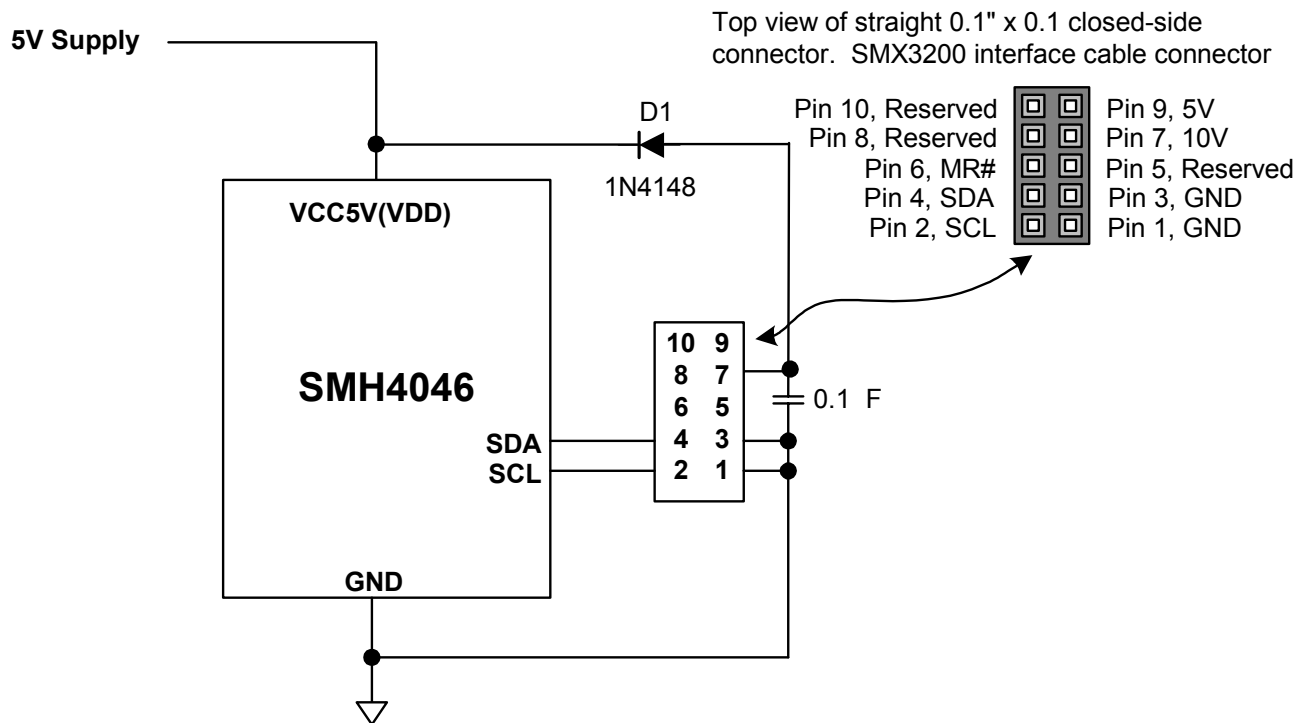 Top view of straight 0.1" x 0.1 closed-side
connector. SMX3200 interface cable connector
5V Supply
Pin 10, Reserved
Pin 9, 5V
Pin 8, Reserved
Pin 7, 10V
Pin 6, MR#
Pin 5, Reserved
Pin 4, SDA
Pin 3, GND
Pin 2, SCL
Pin 1, GND
D1
1N4148
VCC5V(VDD)
SMH4046
SDA
SCL
GND
10 9
8 7
6 5
4 3
2 1
0.1 F